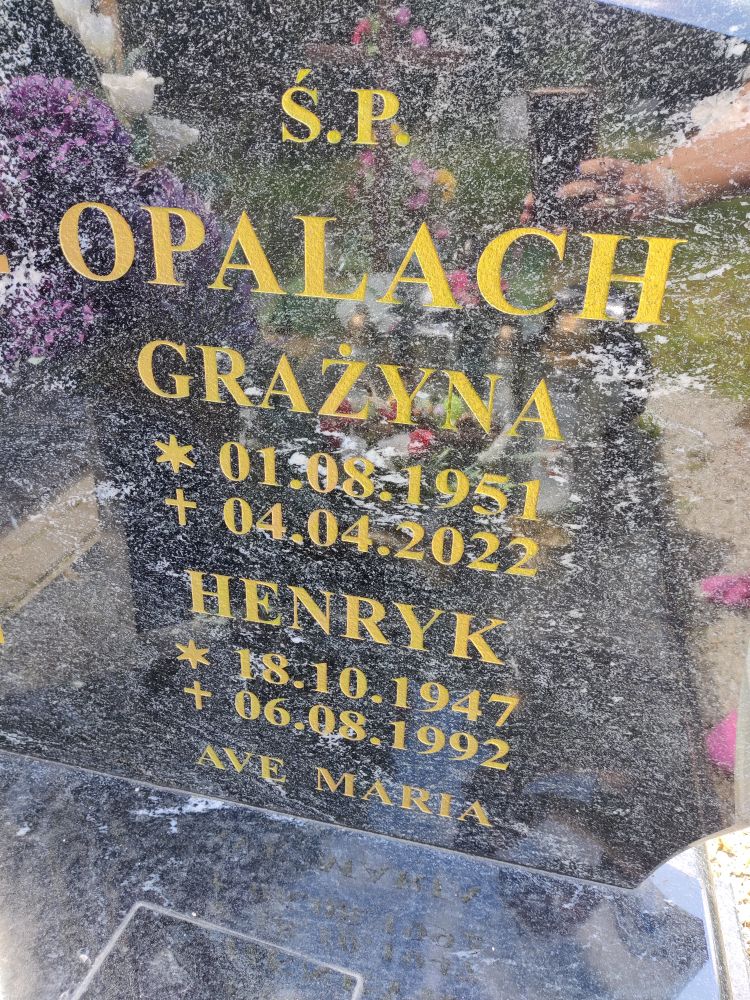 Ś.P.
OPALACH
GRAŻYNA
* 01.08.1951
✝ 04.04.2022
HENRYK
* 18.10.1947
✝ 06.08.1992
AVE MARIA